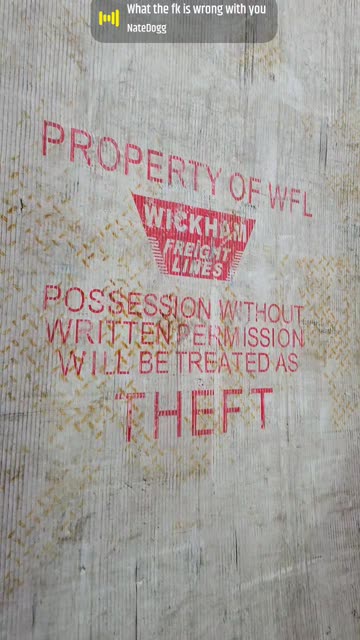 What the fk is wrong with you
NateDogg
PROPERTY OF WFL
WICKHAM
FREIGHT
LINES
POSSESSION WITHOUT
WRITTEN PERMISSION
WILL BE TREATED AS
THEFT